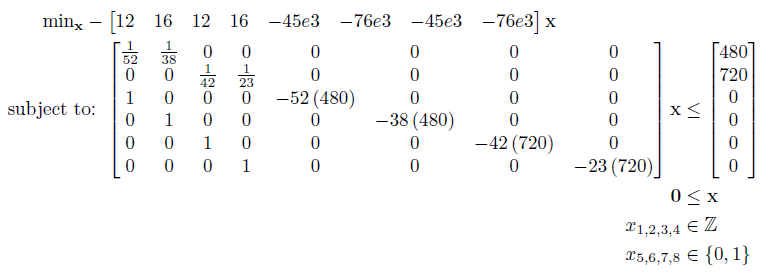 min_x − [12 16 12 16 −45e3 −76e3 −45e3 −76e3] x
subject to: [1/52 1/38 0 0 0 0 0 0] x ≤ [480]
[0 0 1/42 1/23 0 0 0 0] [720]
[1 0 0 0 −52 (480) 0 0 0] [0]
[0 1 0 0 0 −38 (480) 0 0] [0]
[0 0 1 0 0 0 −42 (720) 0] [0]
[0 0 0 1 0 0 0 −23 (720)] [0]
0 ≤ x
x_{1,2,3,4} ∈ ℤ
x_{5,6,7,8} ∈ {0, 1}